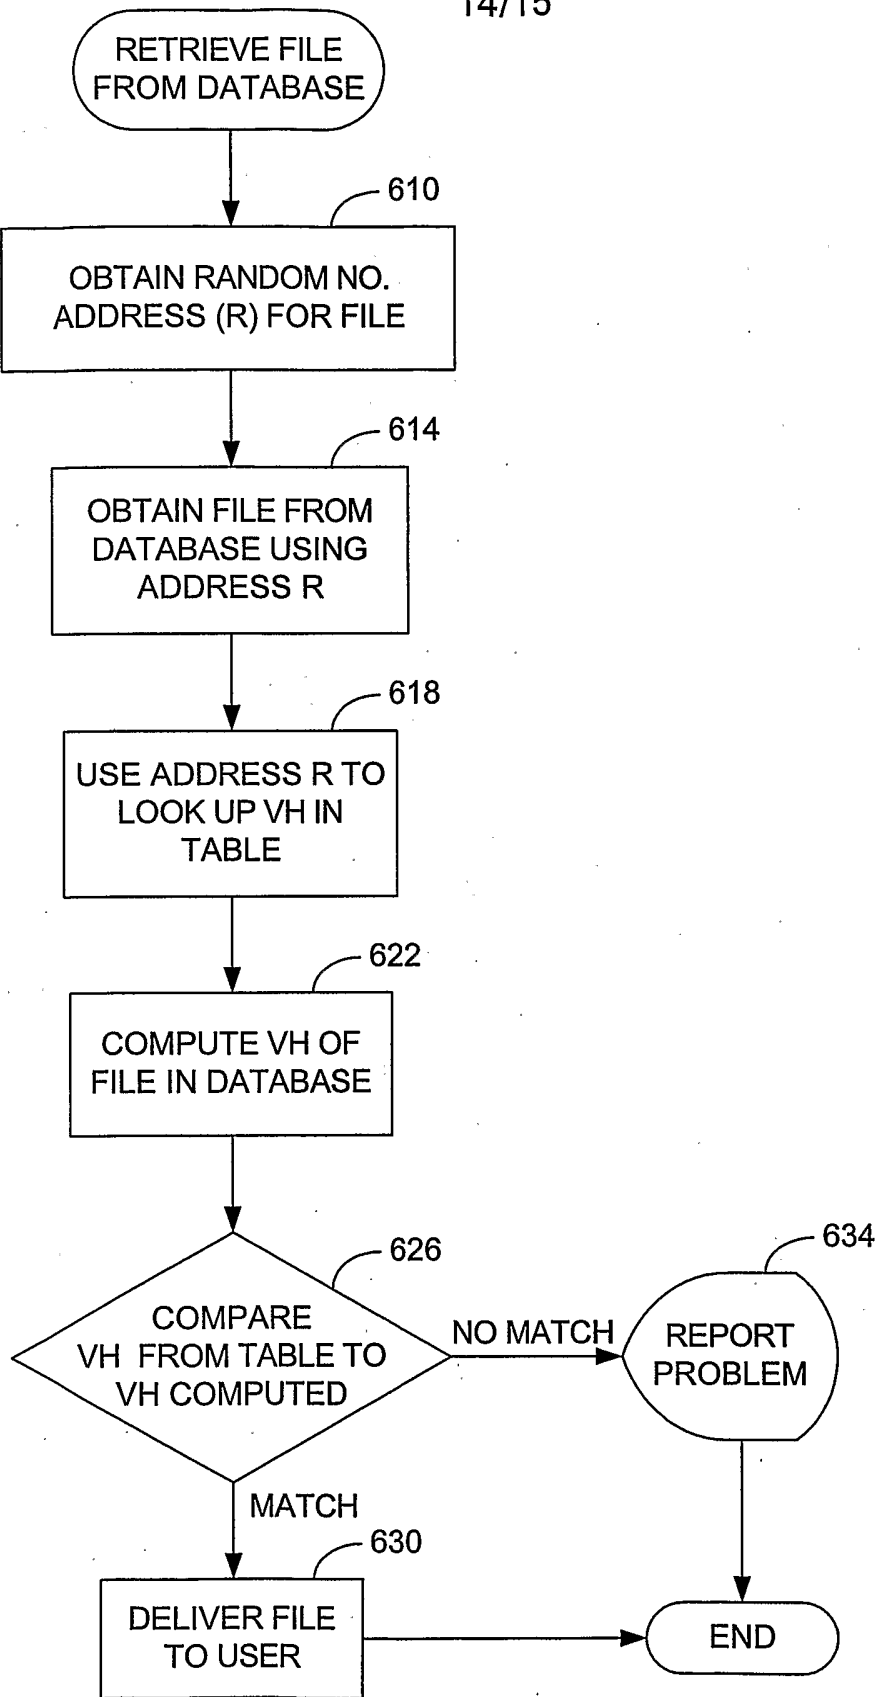 14/15
RETRIEVE FILE
FROM DATABASE
610
OBTAIN RANDOM NO.
ADDRESS (R) FOR FILE
614
OBTAIN FILE FROM
DATABASE USING
ADDRESS R
618
USE ADDRESS R TO
LOOK UP VH IN
TABLE
622
COMPUTE VH OF
FILE IN DATABASE
626
COMPARE
VH FROM TABLE TO
VH COMPUTED
NO MATCH
634
REPORT
PROBLEM
MATCH
630
DELIVER FILE
TO USER
END